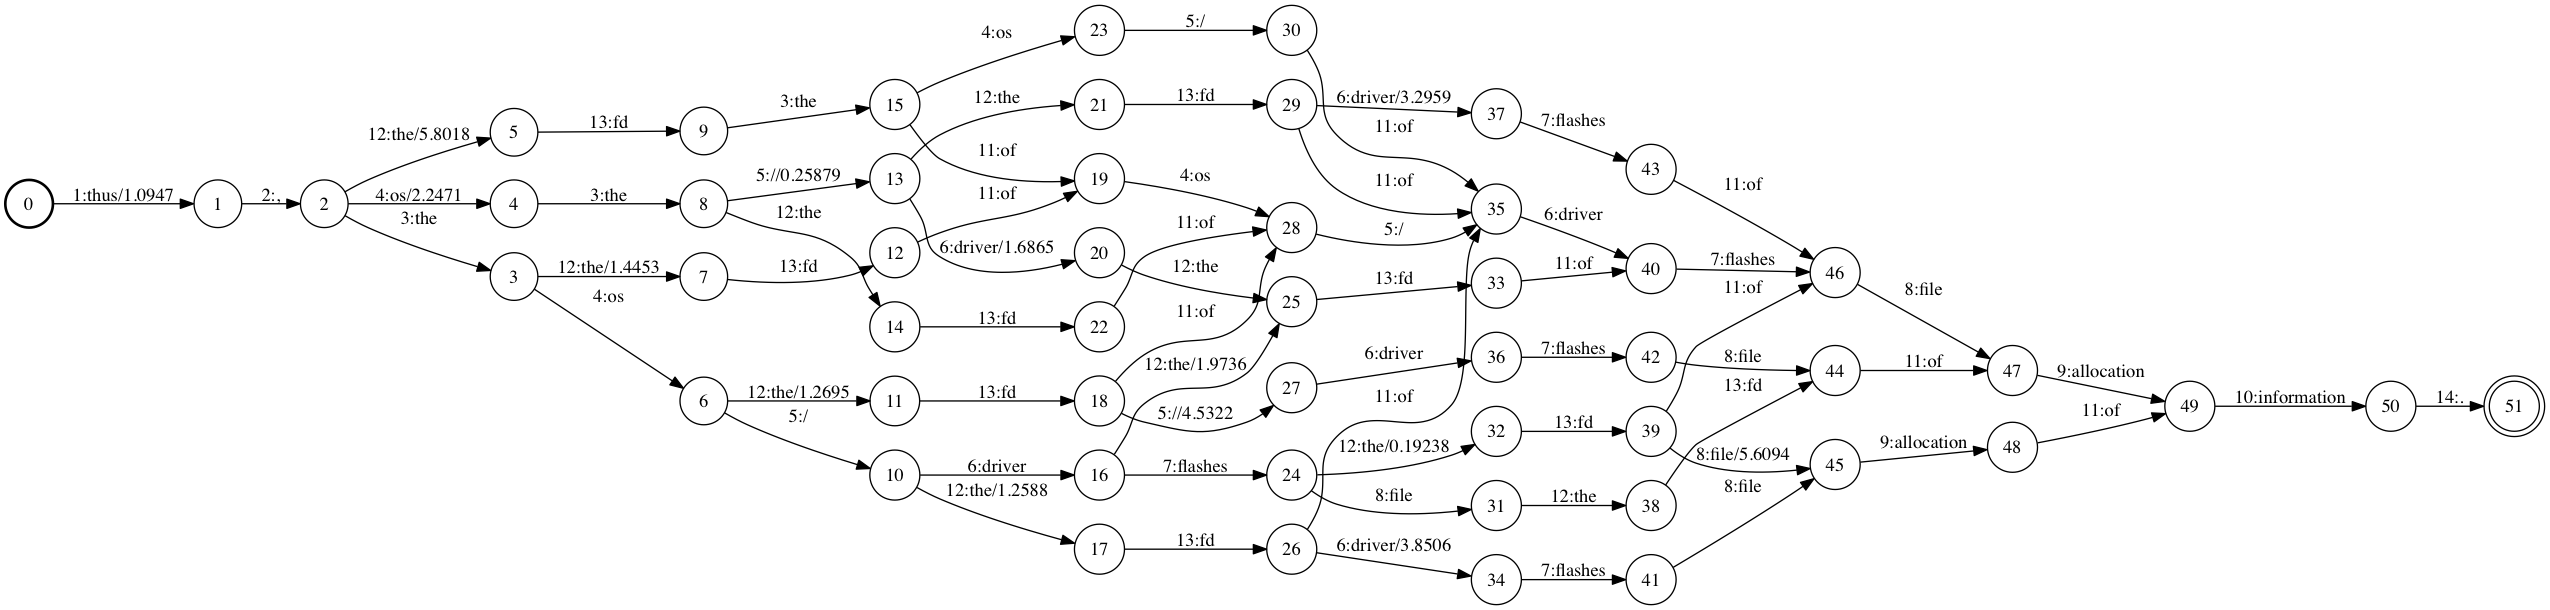 0
1:thus/1.0947
1
2:,
2
12:the/5.8018
4:os/2.2471
3:the
5
4
3
13:fd
3:the
12:the/1.4453
4:os
9
8
7
6
3:the
5://0.25879
12:the
13:fd
12:the/1.2695
5:/
15
13
12
14
11
10
4:os
12:the
11:of
11:of
6:driver/1.6865
13:fd
13:fd
6:driver
12:the/1.2588
23
21
19
20
22
18
16
17
5:/
13:fd
4:os
11:of
12:the
11:of
12:the/1.9736
5://4.5322
7:flashes
13:fd
30
29
28
25
27
24
26
6:driver/3.2959
11:of
11:of
5:/
13:fd
6:driver
11:of
12:the/0.19238
8:file
6:driver/3.8506
37
35
33
36
32
31
34
7:flashes
6:driver
11:of
7:flashes
13:fd
12:the
7:flashes
43
40
42
39
38
41
11:of
7:flashes
11:of
8:file
13:fd
8:file/5.6094
8:file
46
44
45
8:file
11:of
9:allocation
47
48
9:allocation
11:of
49
10:information
50
14:.
51